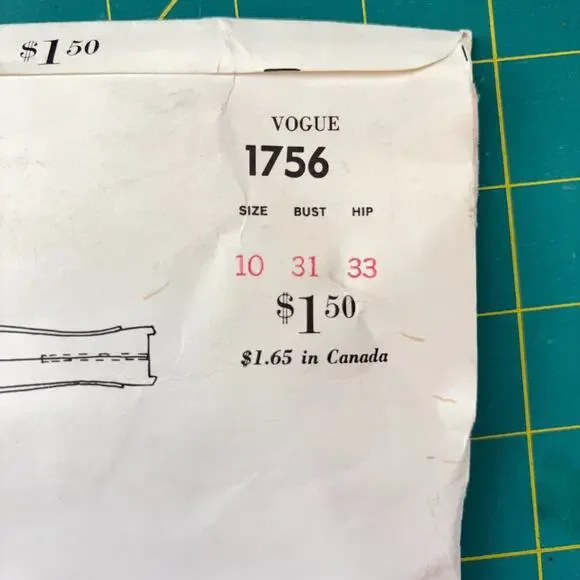 $1 50
VOGUE
1756
SIZE BUST HIP
10 31 33
$1 50
$1.65 in Canada